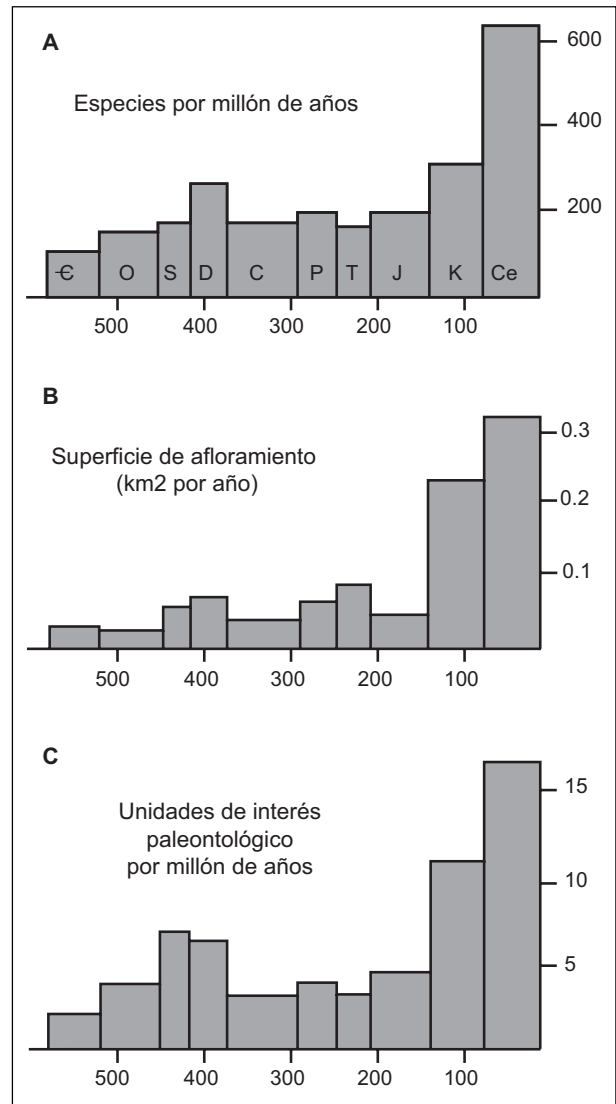 A
Especies por millón de años
600
400
200
Є O S D C P T J K Ce
500 400 300 200 100
B
Superficie de afloramiento
(km2 por año)
0.3
0.2
0.1
500 400 300 200 100
C
Unidades de interés
paleontológico
por millón de años
15
10
5
500 400 300 200 100